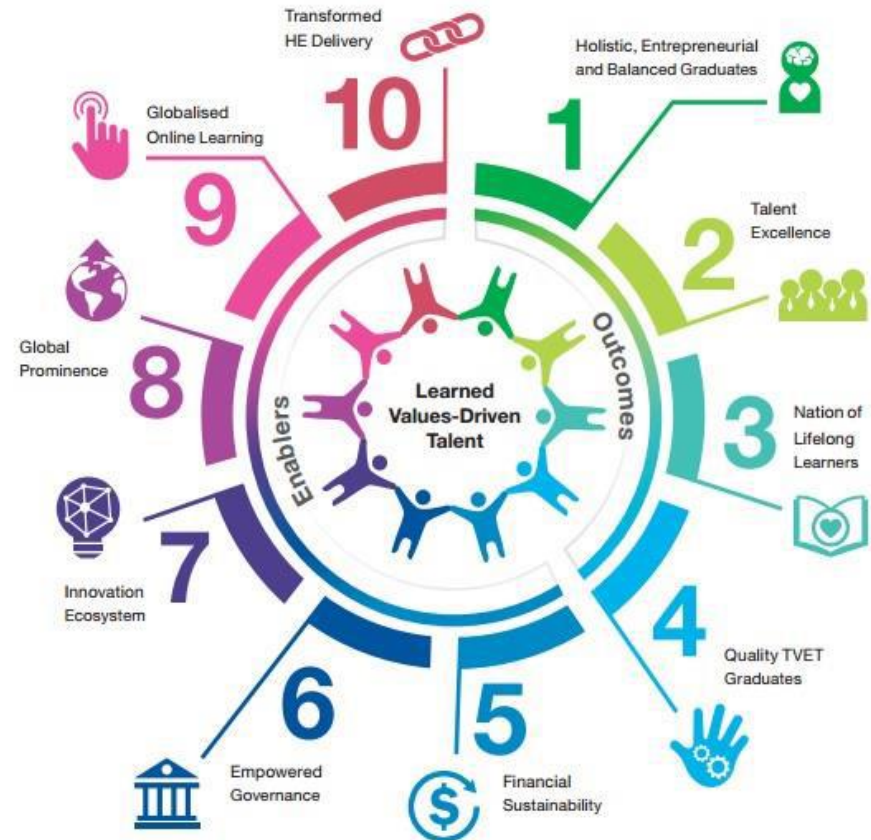 Transformed
HE Delivery
10
Holistic, Entrepreneurial
and Balanced Graduates
1
Talent
Excellence
2
Nation of
Lifelong
Learners
3
Quality TVET
Graduates
4
Financial
Sustainability
5
Empowered
Governance
6
Innovation
Ecosystem
7
Global
Prominence
8
Globalised
Online Learning
9
Enablers
Outcomes
Learned
Values-Driven
Talent
$